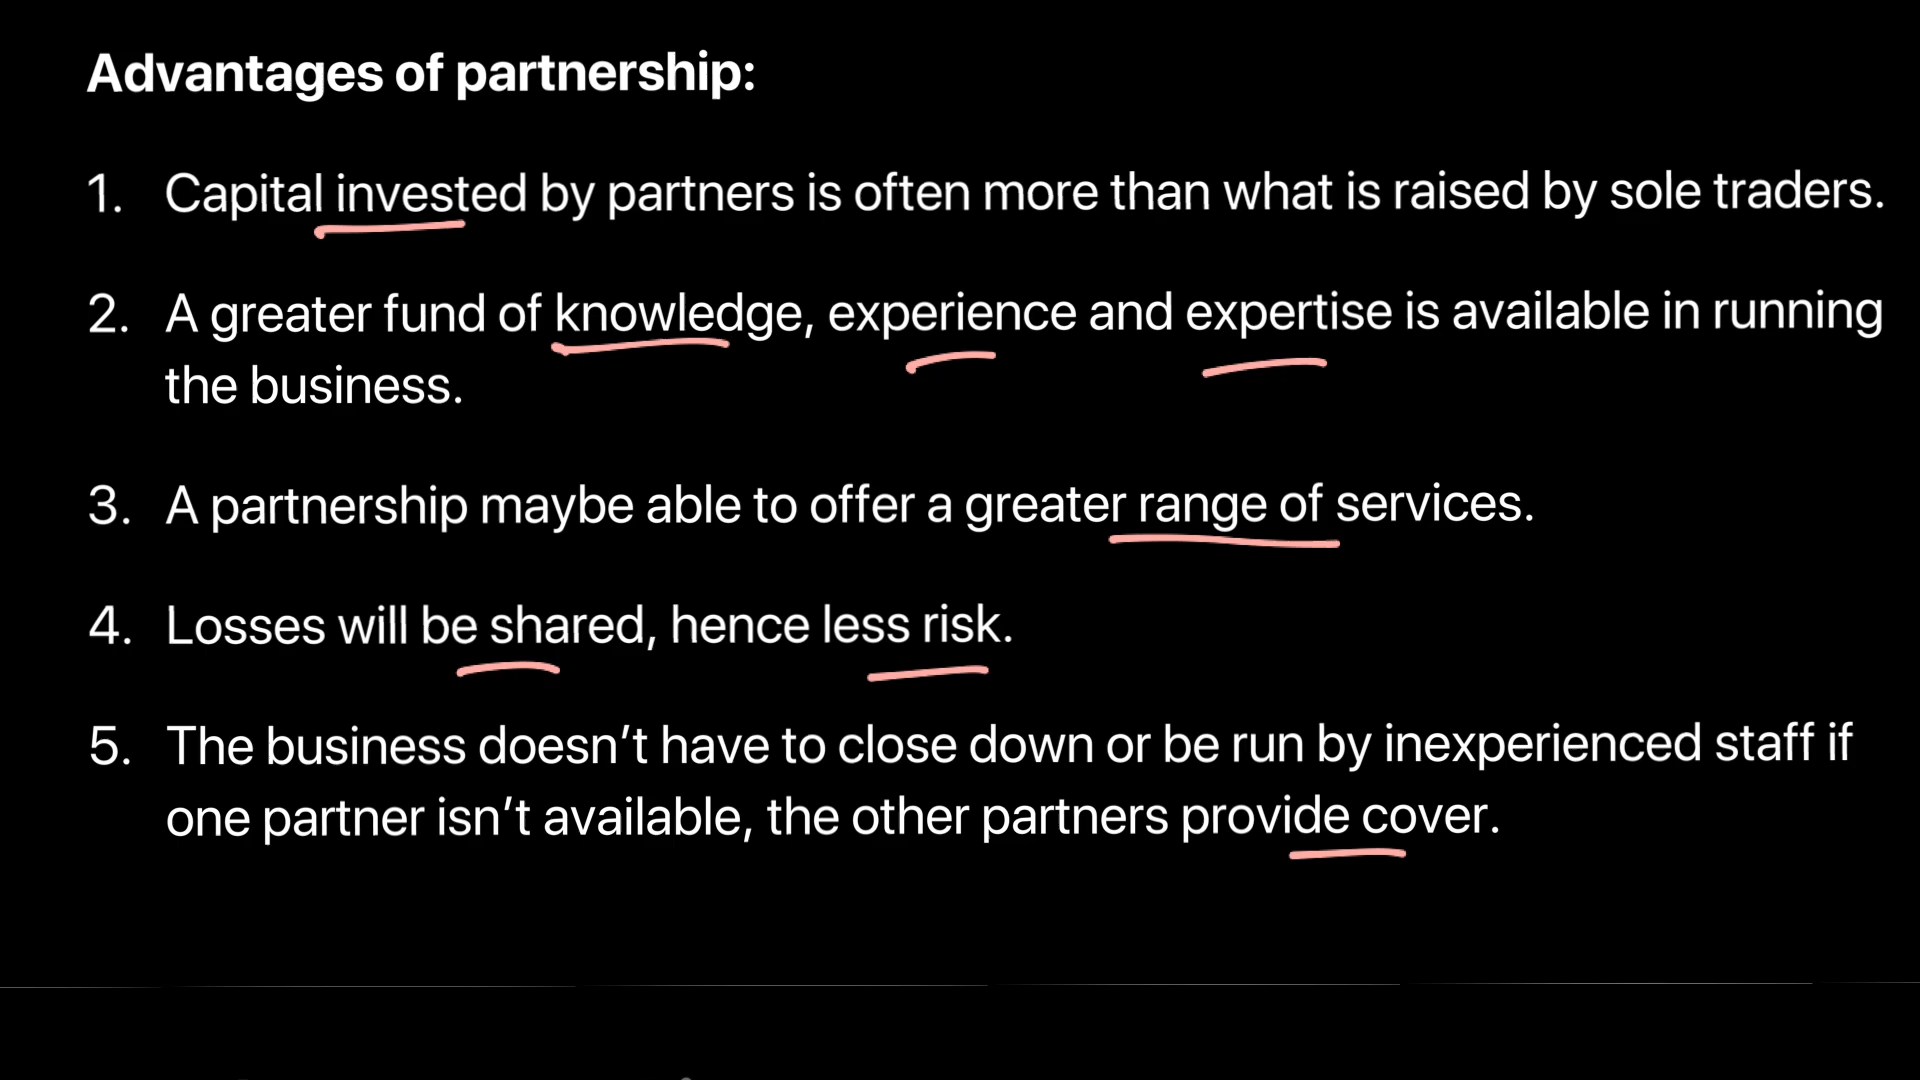 Advantages of partnership:
1. Capital invested by partners is often more than what is raised by sole traders.
2. A greater fund of knowledge, experience and expertise is available in running
the business.
3. A partnership maybe able to offer a greater range of services.
4. Losses will be shared, hence less risk.
5. The business doesn’t have to close down or be run by inexperienced staff if
one partner isn’t available, the other partners provide cover.